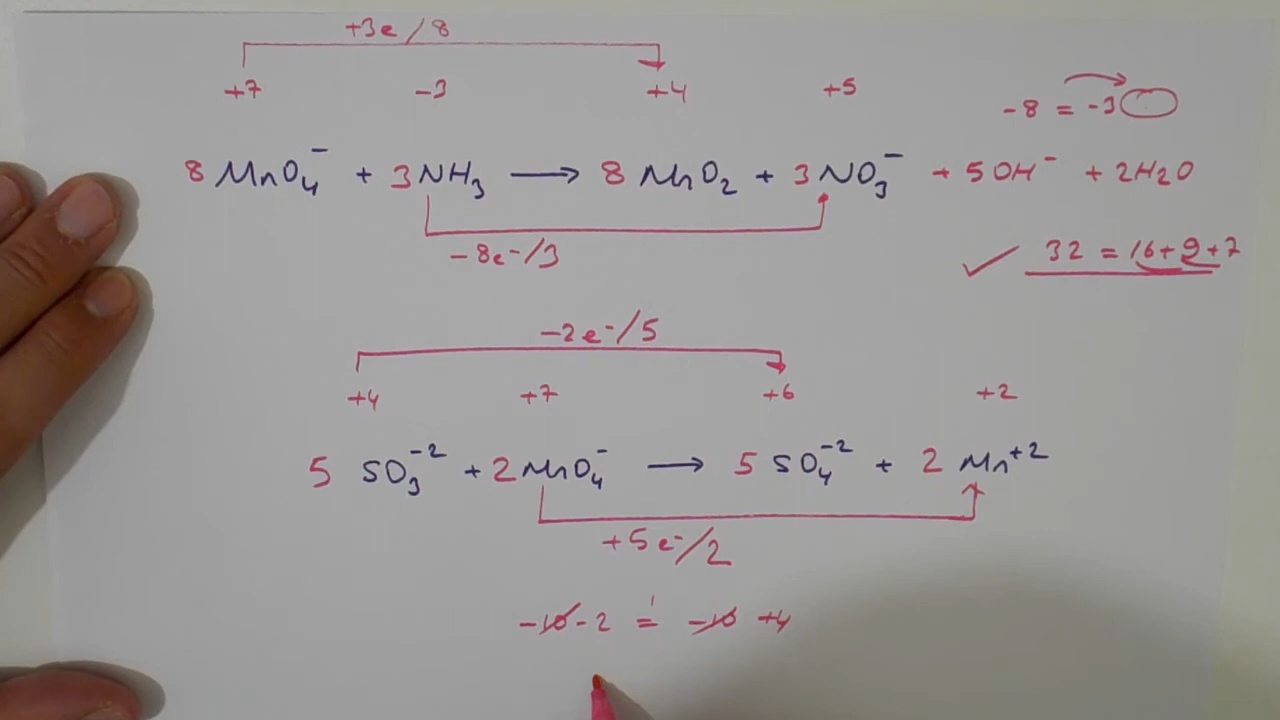 +3e/8
+7 -3 +4 +5
-8 = -3
8 MnO₄⁻ + 3NH₃ → 8 MnO₂ + 3NO₃⁻ + 5OH⁻ + 2H₂O
-8e⁻/3
✓ 32 = 16+9+7
-2e⁻/5
+4 +7 +6 +2
5 SO₃⁻² + 2MnO₄⁻ → 5 SO₄⁻² + 2 Mn⁺²
+5e⁻/2
-10-2 = -10 +4